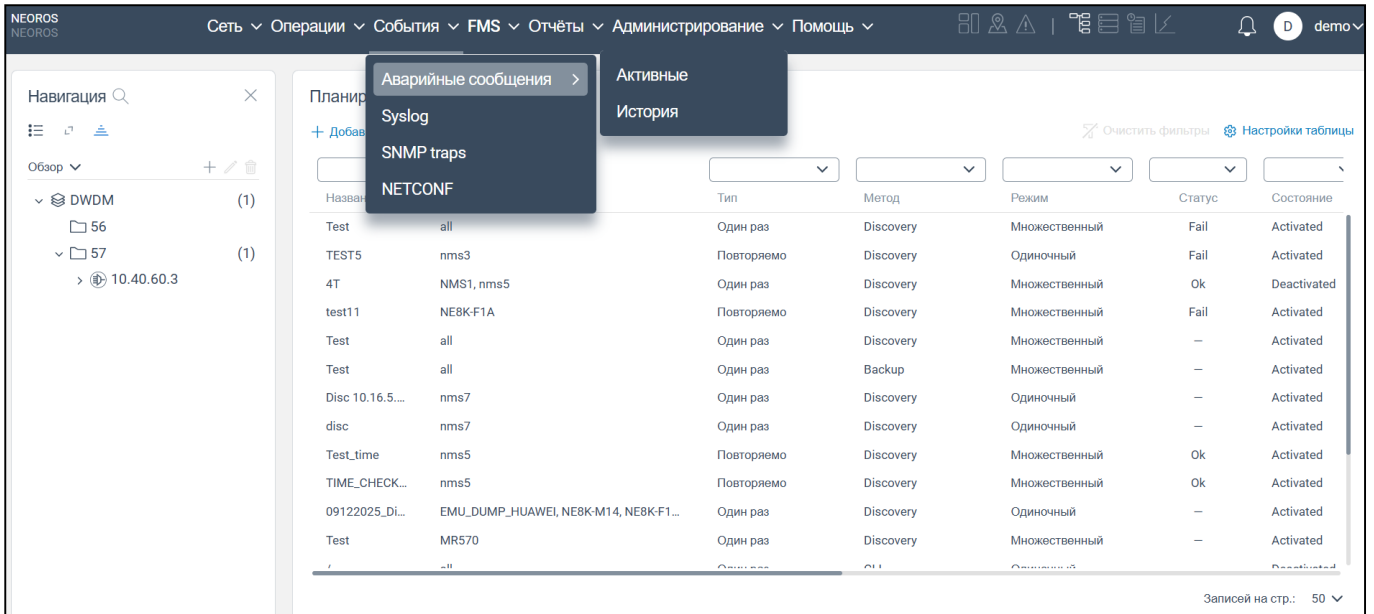 NEOROS
NEOROS
Сеть Операции События FMS Отчёты Администрирование Помощь
D demo
Навигация
Обзор
DWDM (1)
56
57 (1)
10.40.60.3
Аварийные сообщения
Syslog
SNMP traps
NETCONF
Активные
История
Очистить фильтры Настройки таблицы
Тип Метод Режим Статус Состояние
Test all Один раз Discovery Множественный Fail Activated
TEST5 nms3 Повторяемо Discovery Одиночный Fail Activated
4T NMS1, nms5 Один раз Discovery Множественный Ok Deactivated
test11 NE8K-F1A Повторяемо Discovery Множественный Fail Activated
Test all Один раз Discovery Множественный – Activated
Test all Один раз Backup Множественный – Activated
Disc 10.16.5.... nms7 Один раз Discovery Одиночный – Activated
disc nms7 Один раз Discovery Одиночный – Activated
Test_time nms5 Повторяемо Discovery Множественный Ok Activated
TIME_CHECK... nms5 Повторяемо Discovery Множественный Ok Activated
09122025_Di... EMU_DUMP_HUAWEI, NE8K-M14, NE8K-F1... Один раз Discovery Одиночный – Activated
Test MR570 Один раз Discovery Множественный – Activated
Записей на стр.: 50